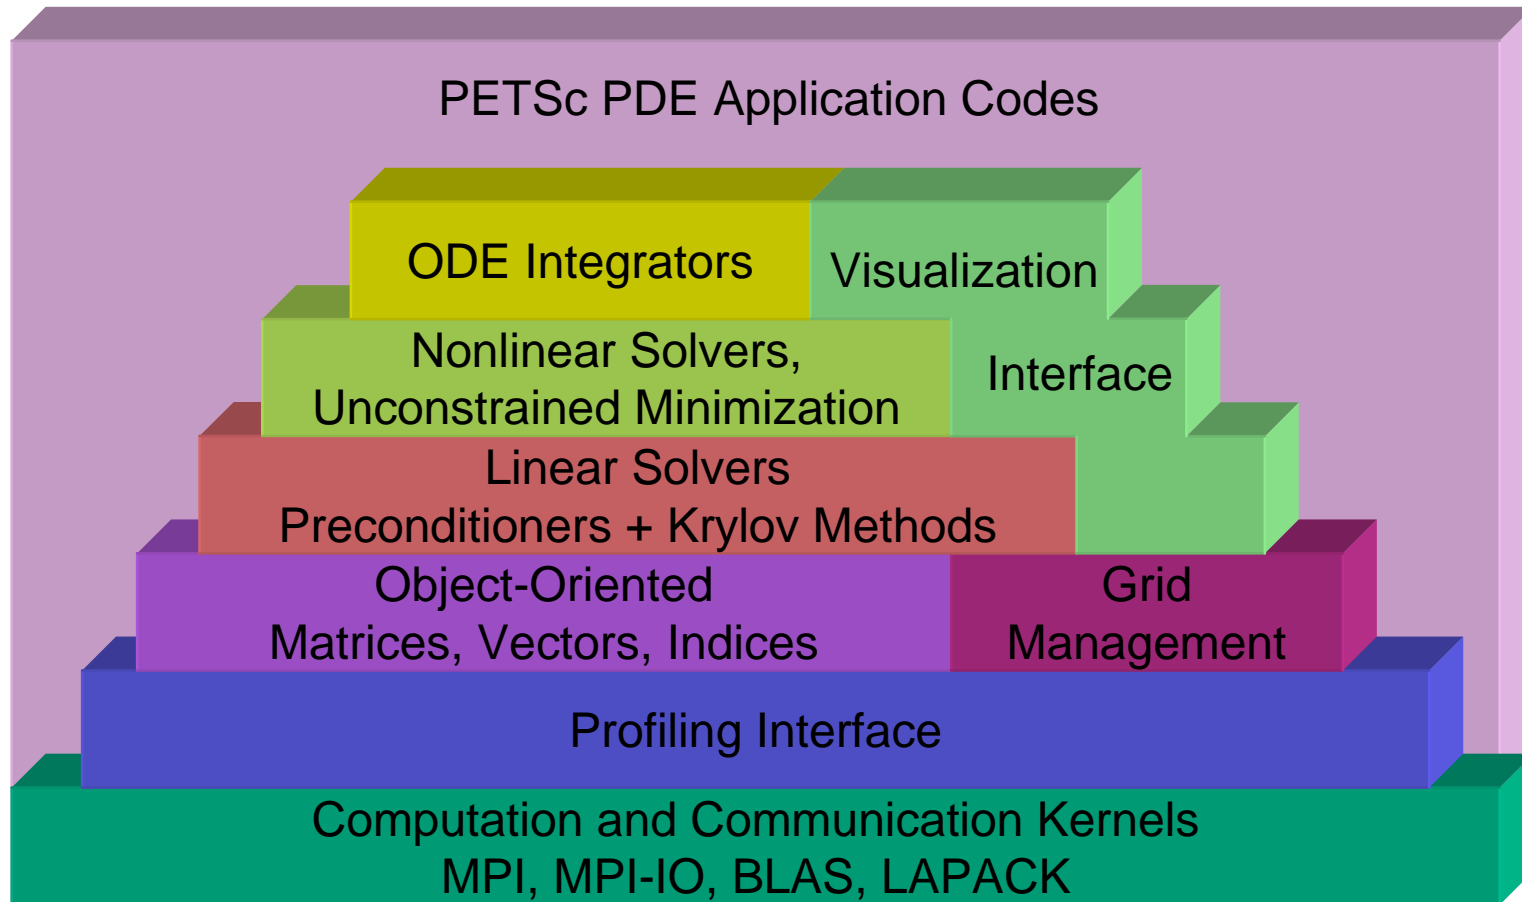 PETSc PDE Application Codes
ODE Integrators
Visualization
Nonlinear Solvers,
Unconstrained Minimization
Interface
Linear Solvers
Preconditioners + Krylov Methods
Object-Oriented
Matrices, Vectors, Indices
Grid
Management
Profiling Interface
Computation and Communication Kernels
MPI, MPI-IO, BLAS, LAPACK